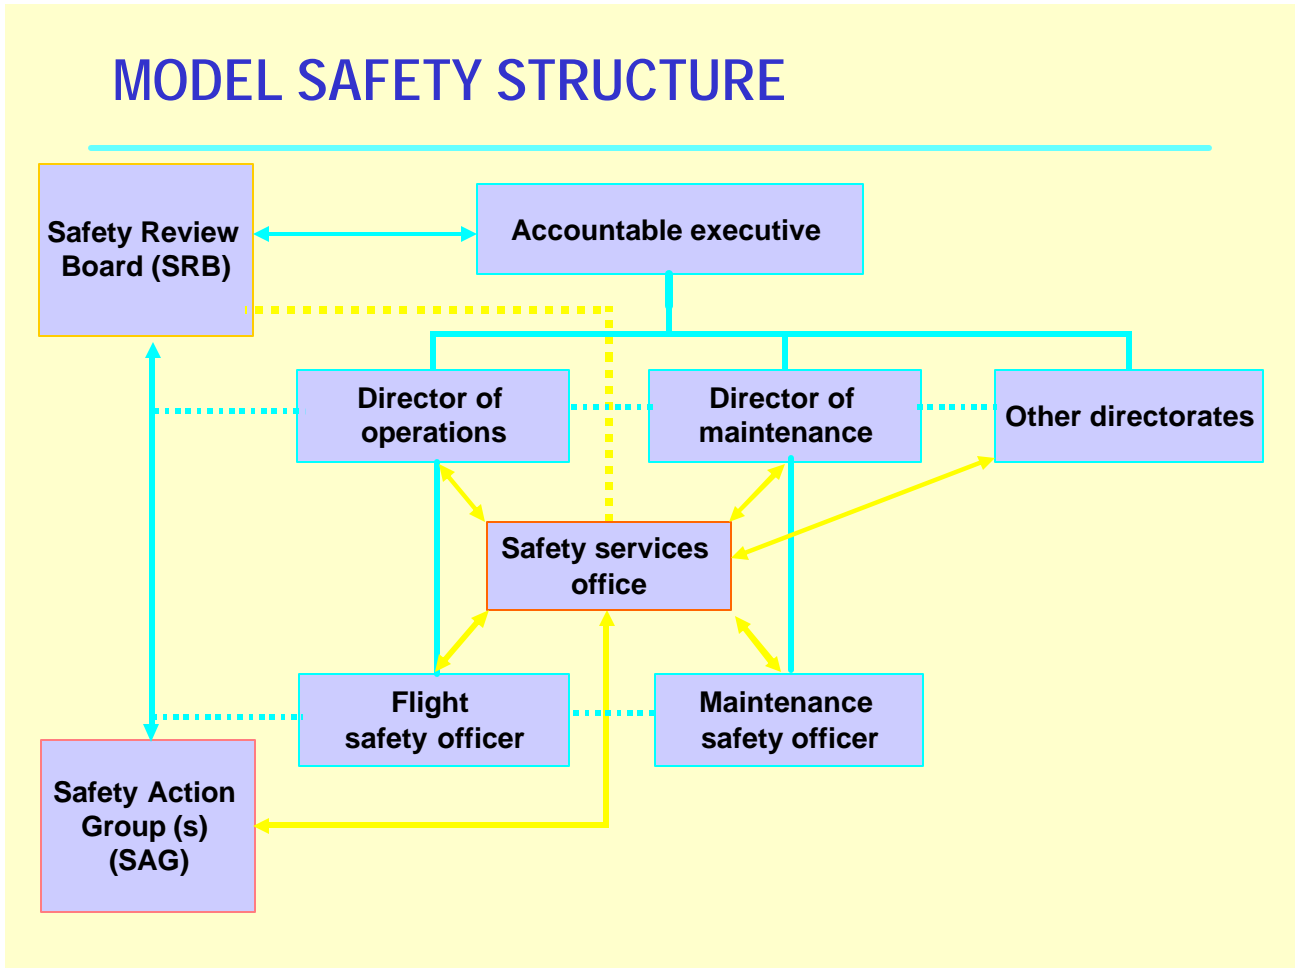 MODEL SAFETY STRUCTURE
Safety Review
Board (SRB)
Accountable executive
Director of
operations
Director of
maintenance
Other directorates
Safety services
office
Flight
safety officer
Maintenance
safety officer
Safety Action
Group (s)
(SAG)